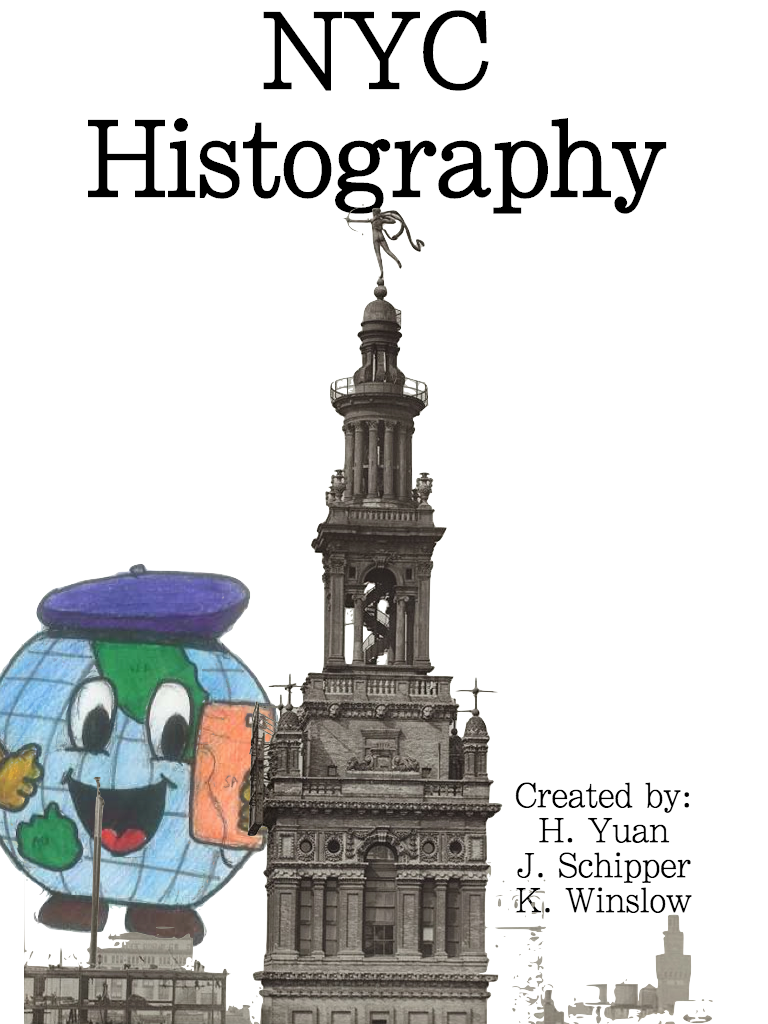 NYC
Histography
Created by:
H. Yuan
J. Schipper
K. Winslow